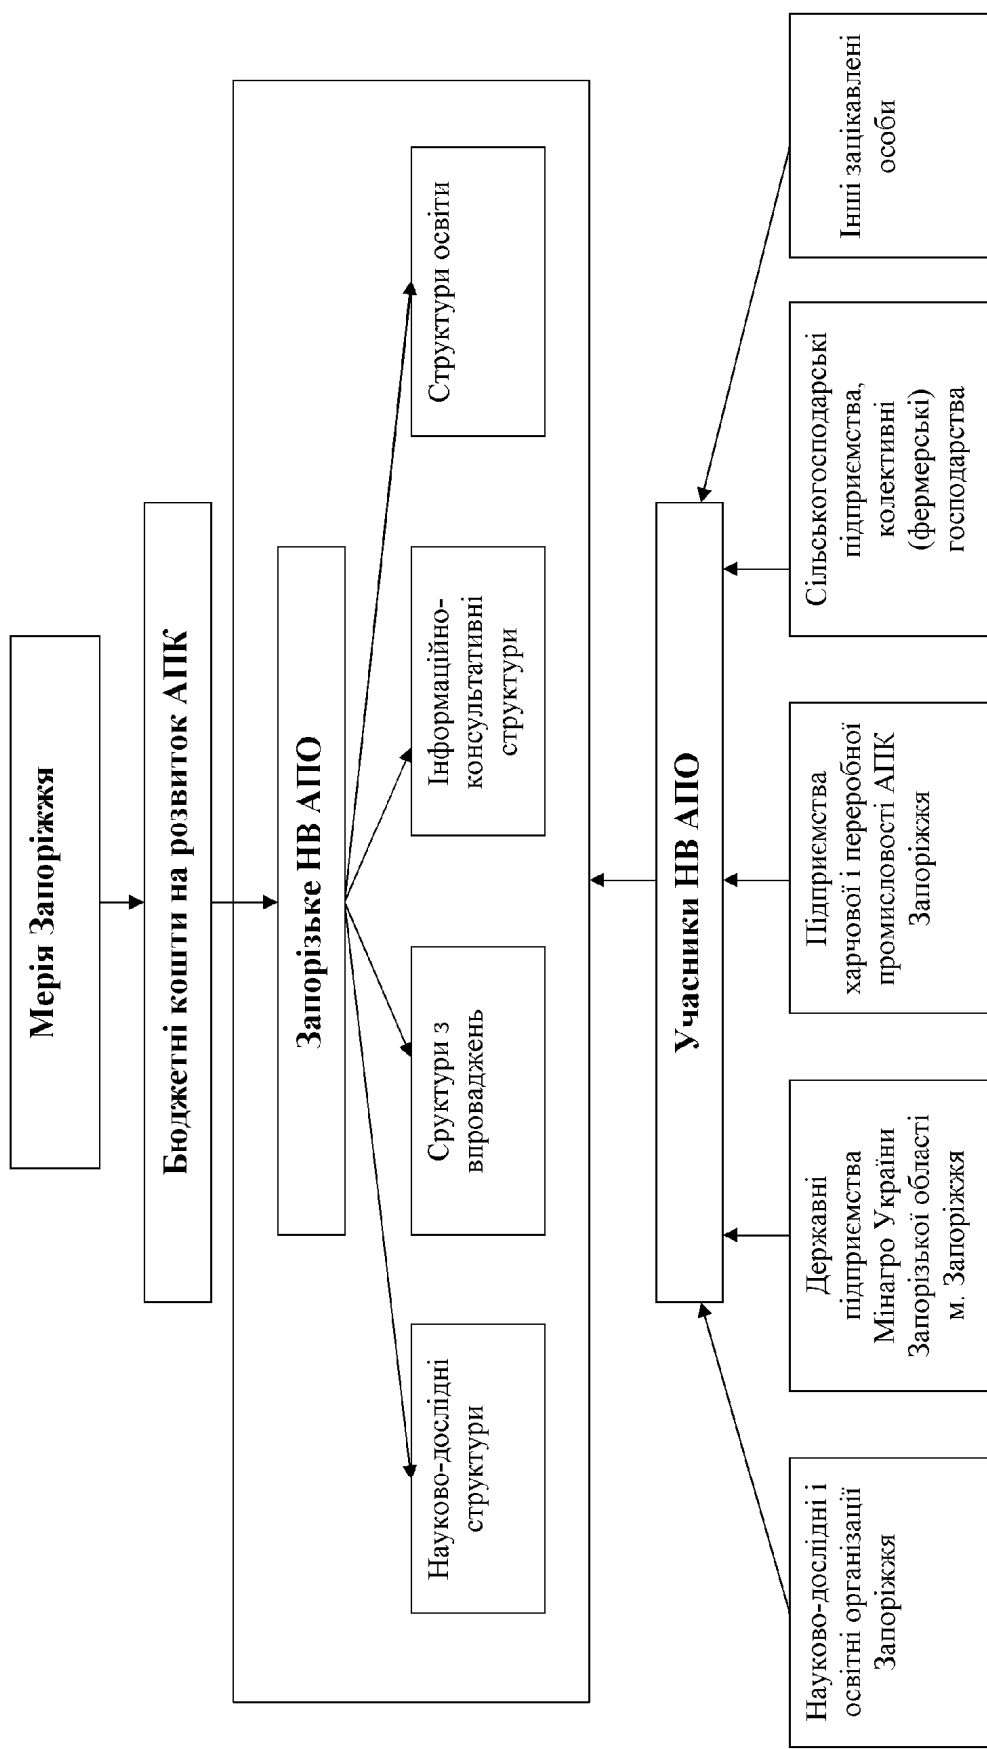 Мерія Запоріжжя
Бюджетні кошти на розвиток АПК
Запорізьке НВ АПО
Науково-дослідні
структури
Сруктури з
впроваджень
Інформаційно-
консультативні
структури
Структури освіти
Учасники НВ АПО
Науково-дослідні і
освітні організації
Запоріжжя
Державні
підприємства
Мінагро України
Запорізької області
м. Запоріжжя
Підприємства
харчової і переробної
промисловості АПК
Запоріжжя
Сільськогосподарські
підприємства,
колективні
(фермерські)
господарства
Інші зацікавлені
особи